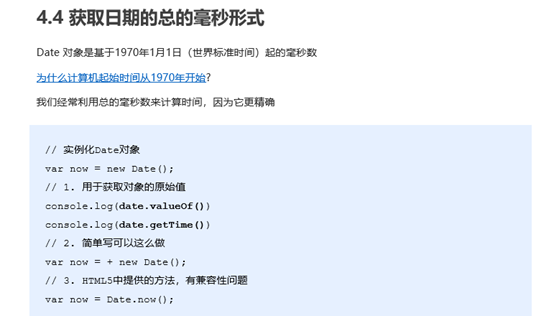 4.4 获取日期的总的毫秒形式
Date 对象是基于1970年1月1日（世界标准时间）起的毫秒数
为什么计算机起始时间从1970年开始?
我们经常利用总的毫秒数来计算时间，因为它更精确
// 实例化Date对象
var now = new Date();
// 1. 用于获取对象的原始值
console.log(date.valueOf())
console.log(date.getTime())
// 2. 简单写可以这么做
var now = + new Date();
// 3. HTML5中提供的方法，有兼容性问题
var now = Date.now();